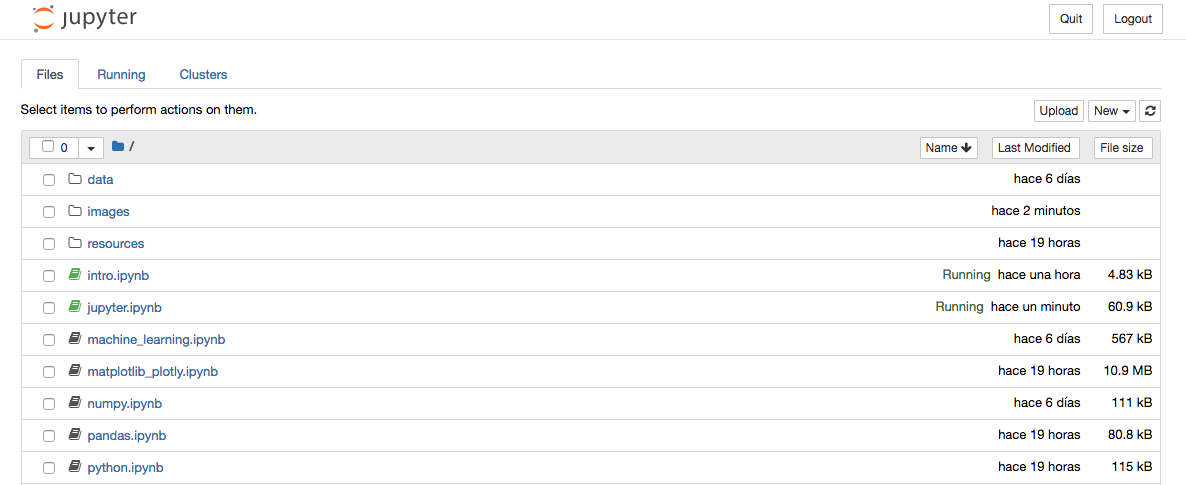 jupyter Quit Logout
Files Running Clusters
Select items to perform actions on them. Upload New
0 / Name Last Modified File size
data hace 6 días
images hace 2 minutos
resources hace 19 horas
intro.ipynb Running hace una hora 4.83 kB
jupyter.ipynb Running hace un minuto 60.9 kB
machine_learning.ipynb hace 6 días 567 kB
matplotlib_plotly.ipynb hace 19 horas 10.9 MB
numpy.ipynb hace 6 días 111 kB
pandas.ipynb hace 19 horas 80.8 kB
python.ipynb hace 19 horas 115 kB